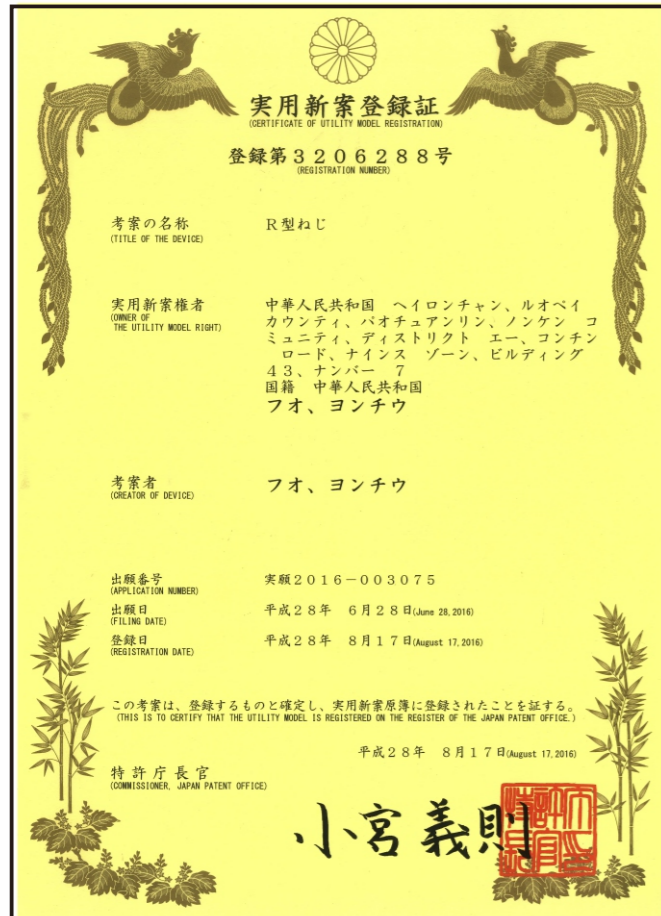 実用新案登録証
(CERTIFICATE OF UTILITY MODEL REGISTRATION)
登録第3206288号
(REGISTRATION NUMBER)
考案の名称 R型ねじ
(TITLE OF THE DEVICE)
実用新案権者 中華人民共和国 ヘイロンチャン、ルオベイ
(OWNER OF THE UTILITY MODEL RIGHT) カウンティ、バオチュアンリン、ノンケン コ
ミュニティ、ディストリクト エー、コンチン
ロード、ナインス ゾーン、ビルディング
43、ナンバー 7
国籍 中華人民共和国
フオ、ヨンチウ
考案者 フオ、ヨンチウ
(CREATOR OF DEVICE)
出願番号 実願2016-003075
(APPLICATION NUMBER)
出願日 平成28年 6月28日(June 28,2016)
(FILING DATE)
登録日 平成28年 8月17日(August 17,2016)
(REGISTRATION DATE)
この考案は、登録するものと確定し、実用新案原簿に登録されたことを証する。
(THIS IS TO CERTIFY THAT THE UTILITY MODEL IS REGISTERED ON THE REGISTER OF THE JAPAN PATENT OFFICE.)
平成28年 8月17日(August 17,2016)
特許庁長官
(COMMISSIONER, JAPAN PATENT OFFICE)
小宮義則